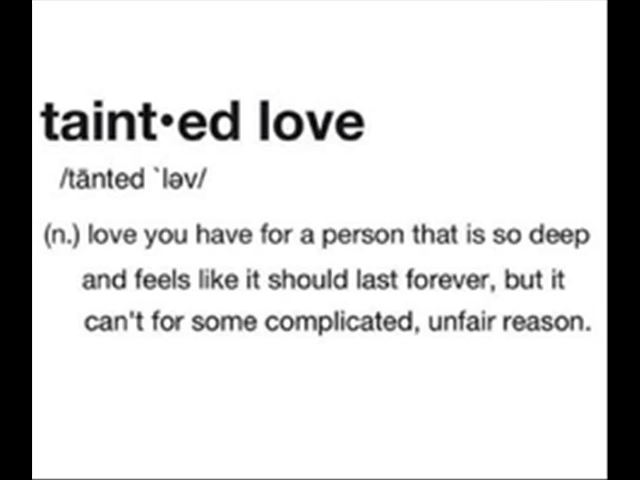 taint•ed love
/tānted `ləv/
(n.) love you have for a person that is so deep
and feels like it should last forever, but it
can't for some complicated, unfair reason.